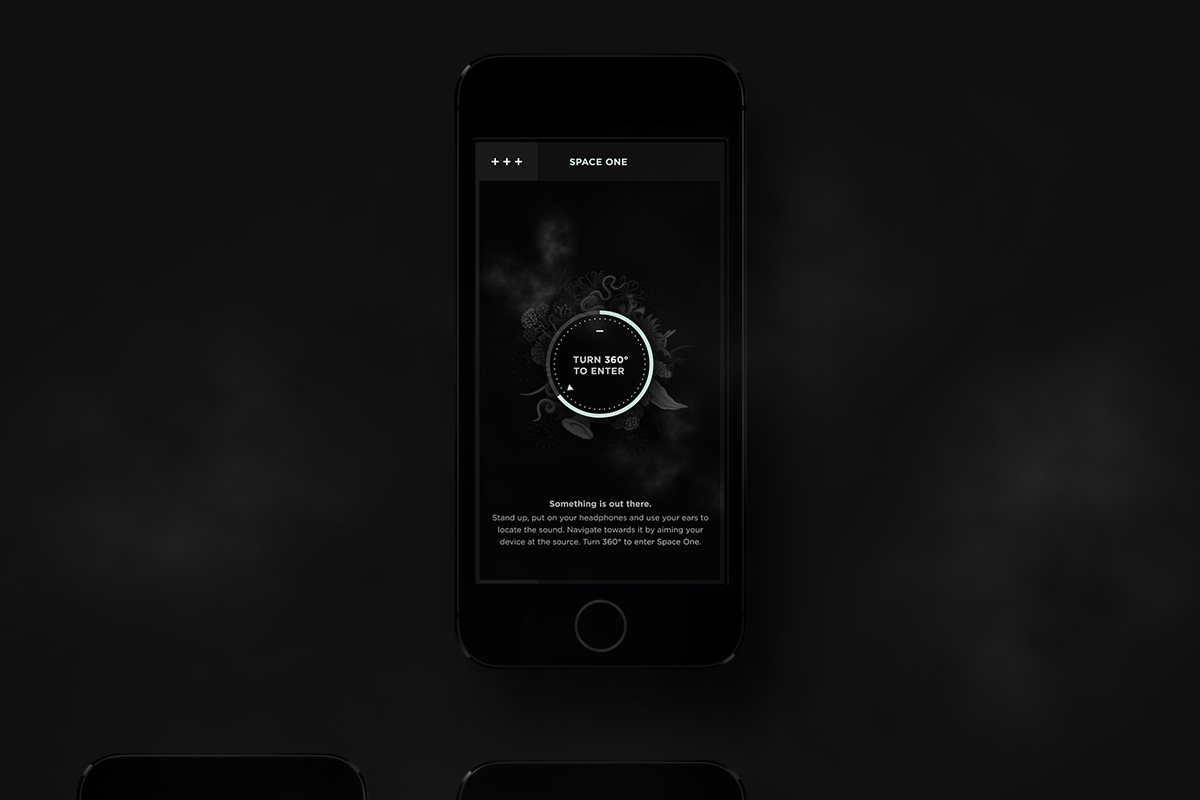 + + +
SPACE ONE
TURN 360°
TO ENTER
Something is out there.
Stand up, put on your headphones and use your ears to
locate the sound. Navigate towards it by aiming your
device at the source. Turn 360° to enter Space One.